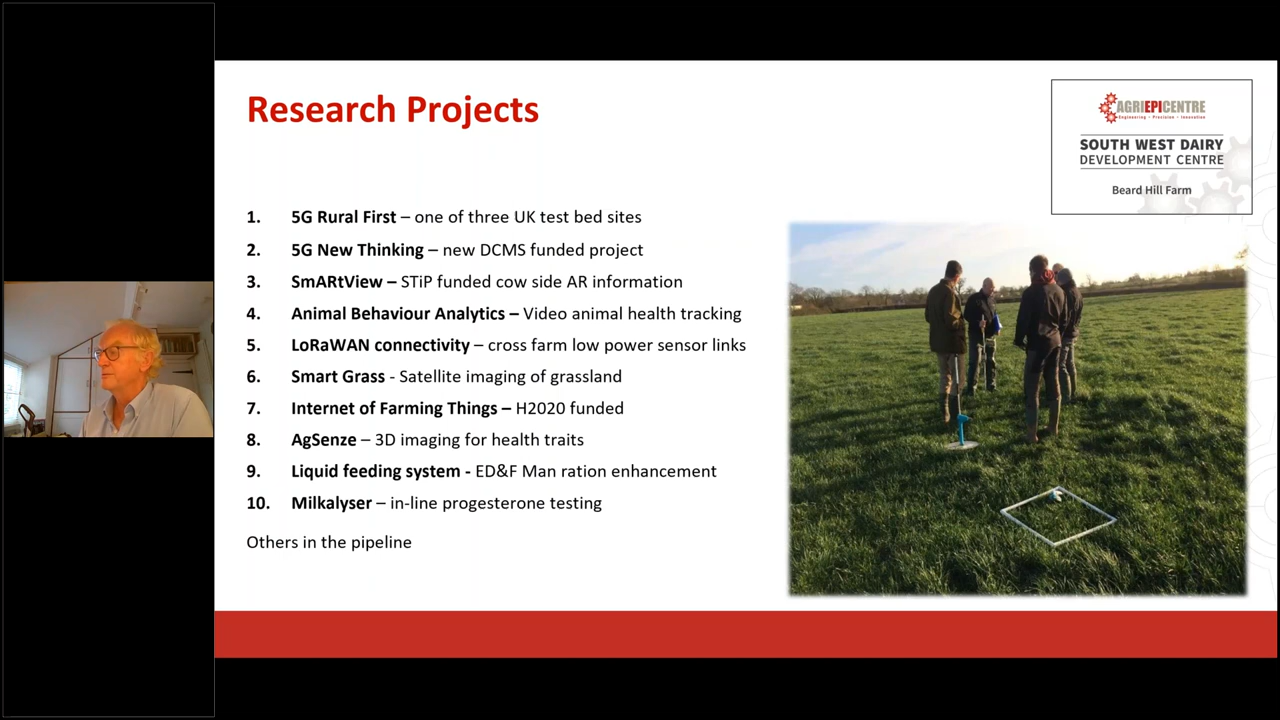 Research Projects
AGRIEPICENTRE
Engineering • Precision • Innovation
SOUTH WEST DAIRY
DEVELOPMENT CENTRE
Beard Hill Farm
1. 5G Rural First – one of three UK test bed sites
2. 5G New Thinking – new DCMS funded project
3. SmARtView – STiP funded cow side AR information
4. Animal Behaviour Analytics – Video animal health tracking
5. LoRaWAN connectivity – cross farm low power sensor links
6. Smart Grass - Satellite imaging of grassland
7. Internet of Farming Things – H2020 funded
8. AgSenze – 3D imaging for health traits
9. Liquid feeding system - ED&F Man ration enhancement
10. Milkalyser – in-line progesterone testing
Others in the pipeline